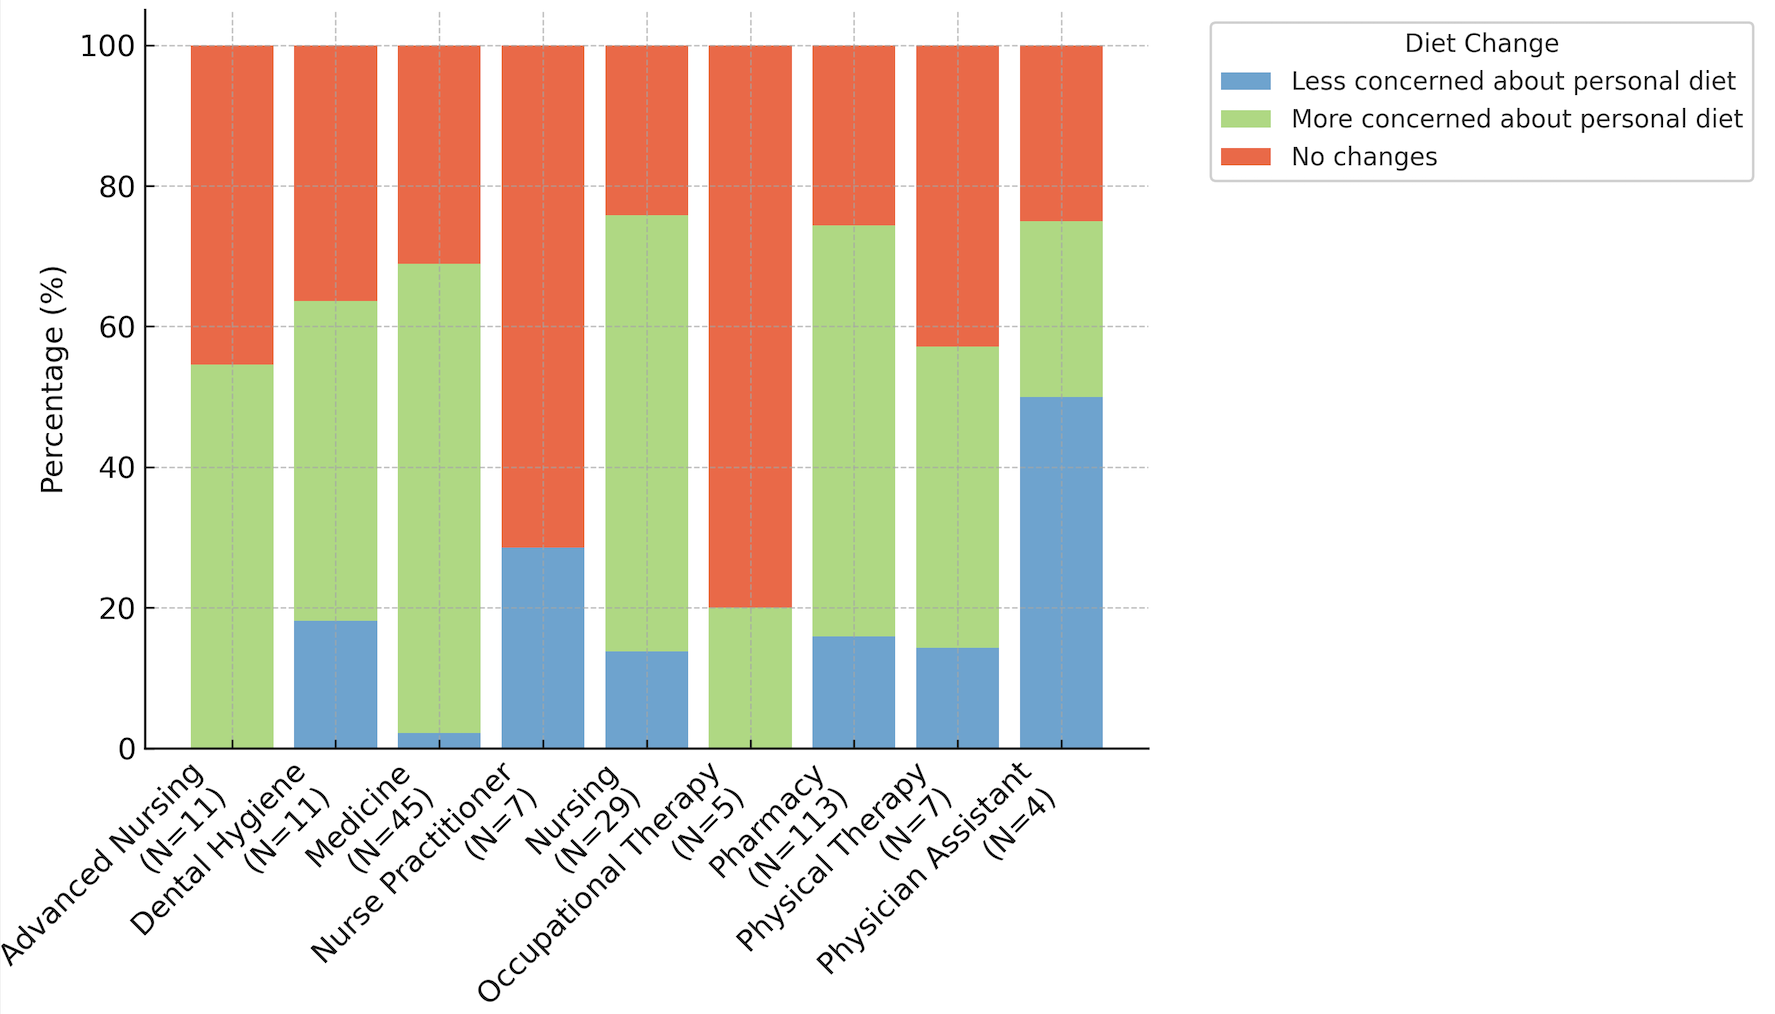 100
80
60
40
20
0
Percentage (%)
Advanced Nursing
(N=11)
Dental Hygiene
(N=11)
Medicine
(N=45)
Nurse Practitioner
(N=7)
Nursing
(N=29)
Occupational Therapy
(N=5)
Pharmacy
(N=113)
Physical Therapy
(N=7)
Physician Assistant
(N=4)
Diet Change
Less concerned about personal diet
More concerned about personal diet
No changes